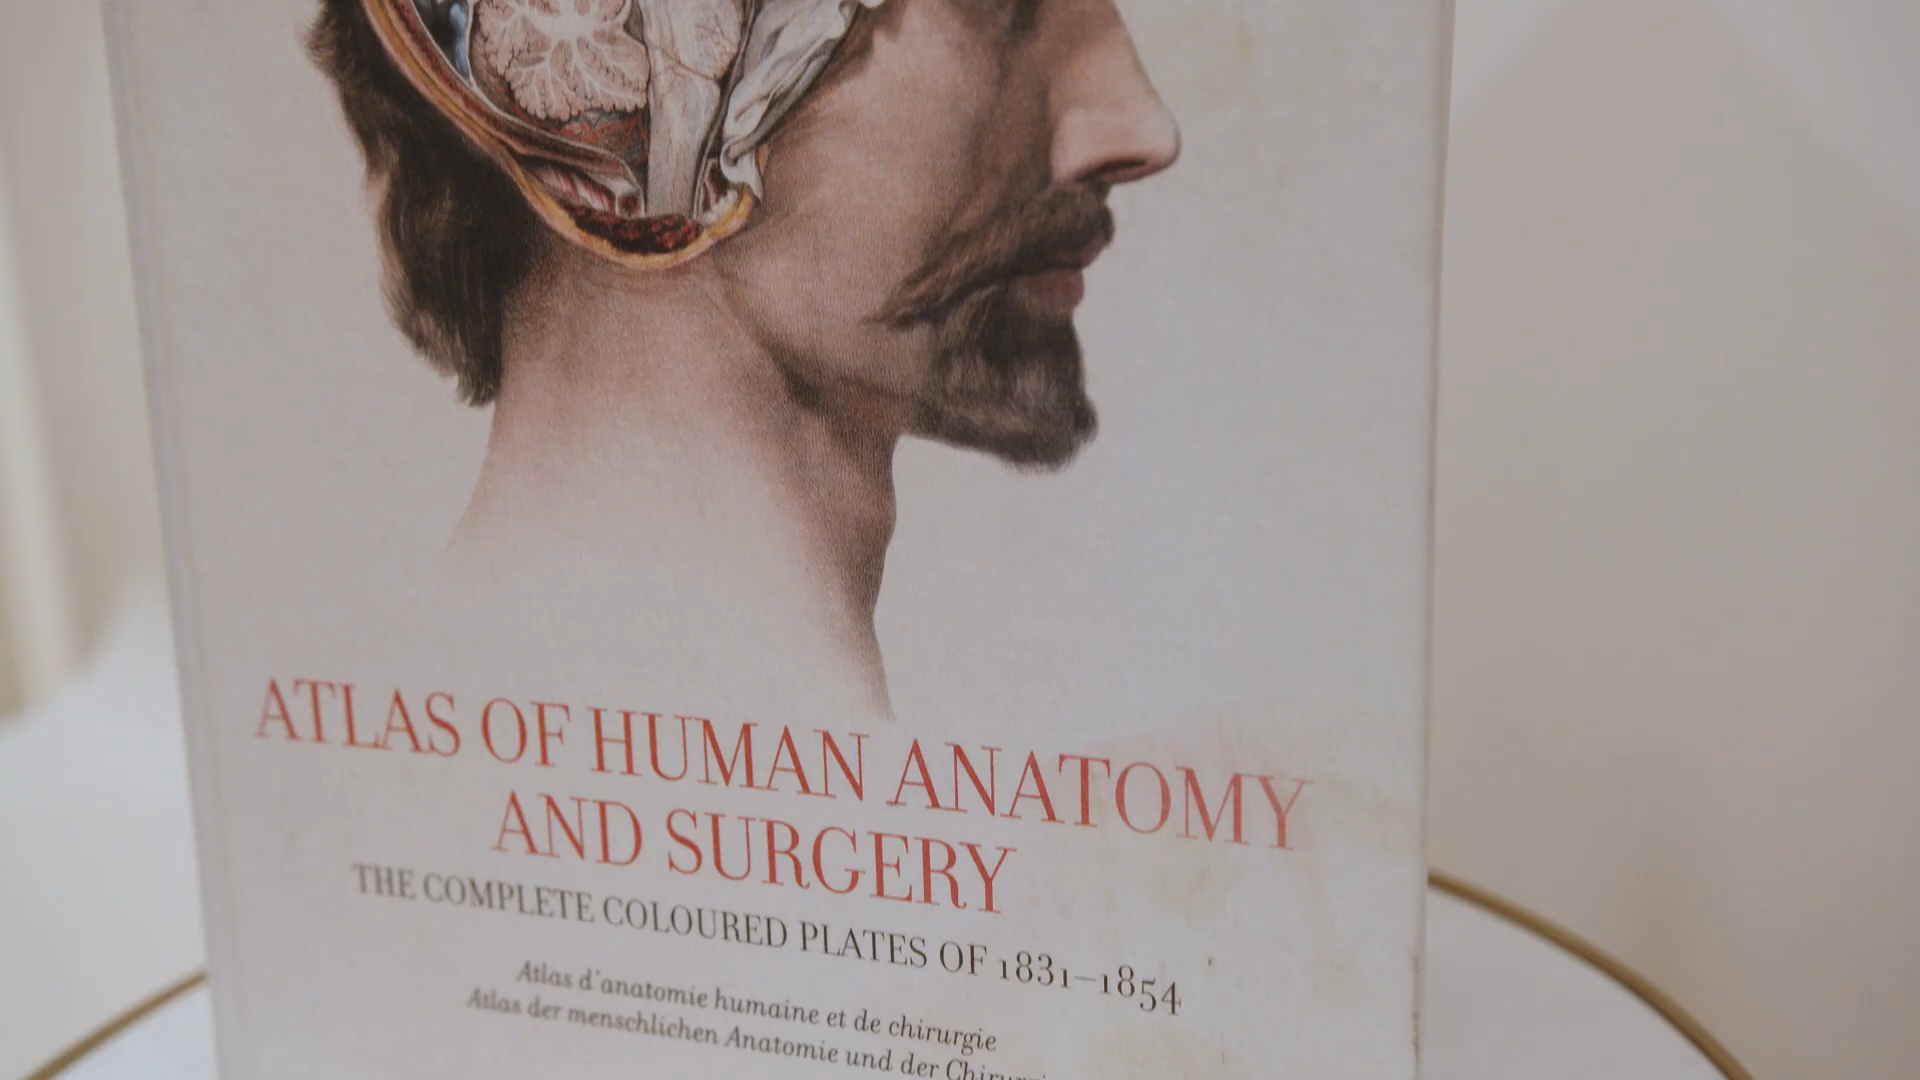 ATLAS OF HUMAN ANATOMY
AND SURGERY
THE COMPLETE COLOURED PLATES OF 1831–1854
Atlas d'anatomie humaine et de chirurgie
Atlas der menschlichen Anatomie und der